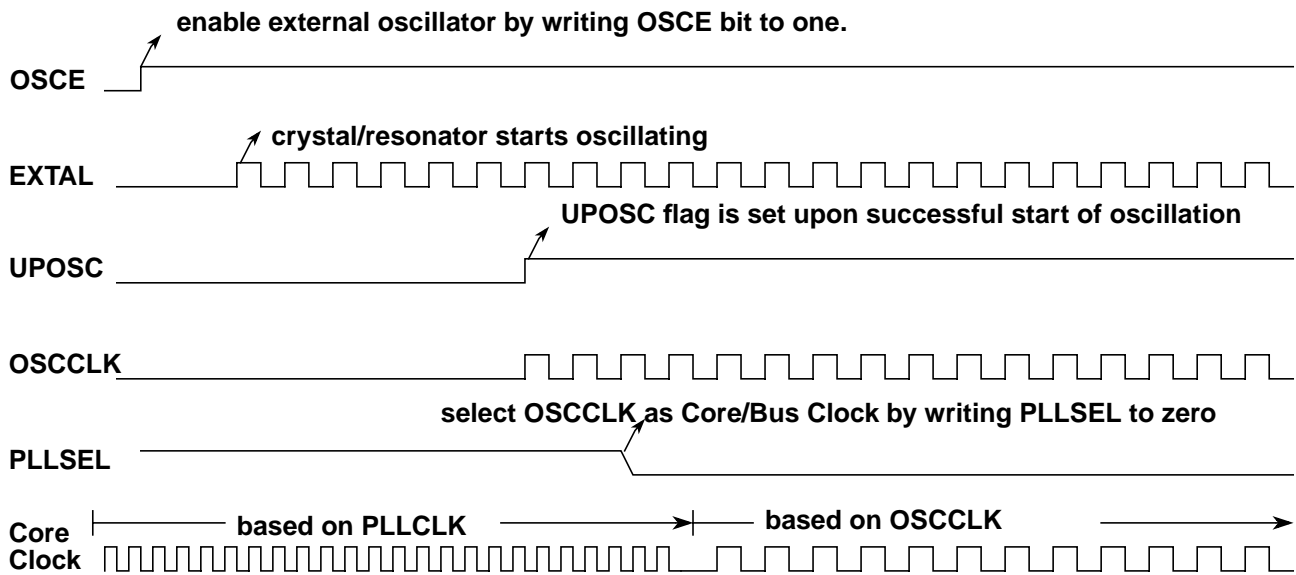 enable external oscillator by writing OSCE bit to one.
OSCE
crystal/resonator starts oscillating
EXTAL
UPOSC flag is set upon successful start of oscillation
UPOSC
OSCCLK
select OSCCLK as Core/Bus Clock by writing PLLSEL to zero
PLLSEL
Core
Clock
based on PLLCLK
based on OSCCLK